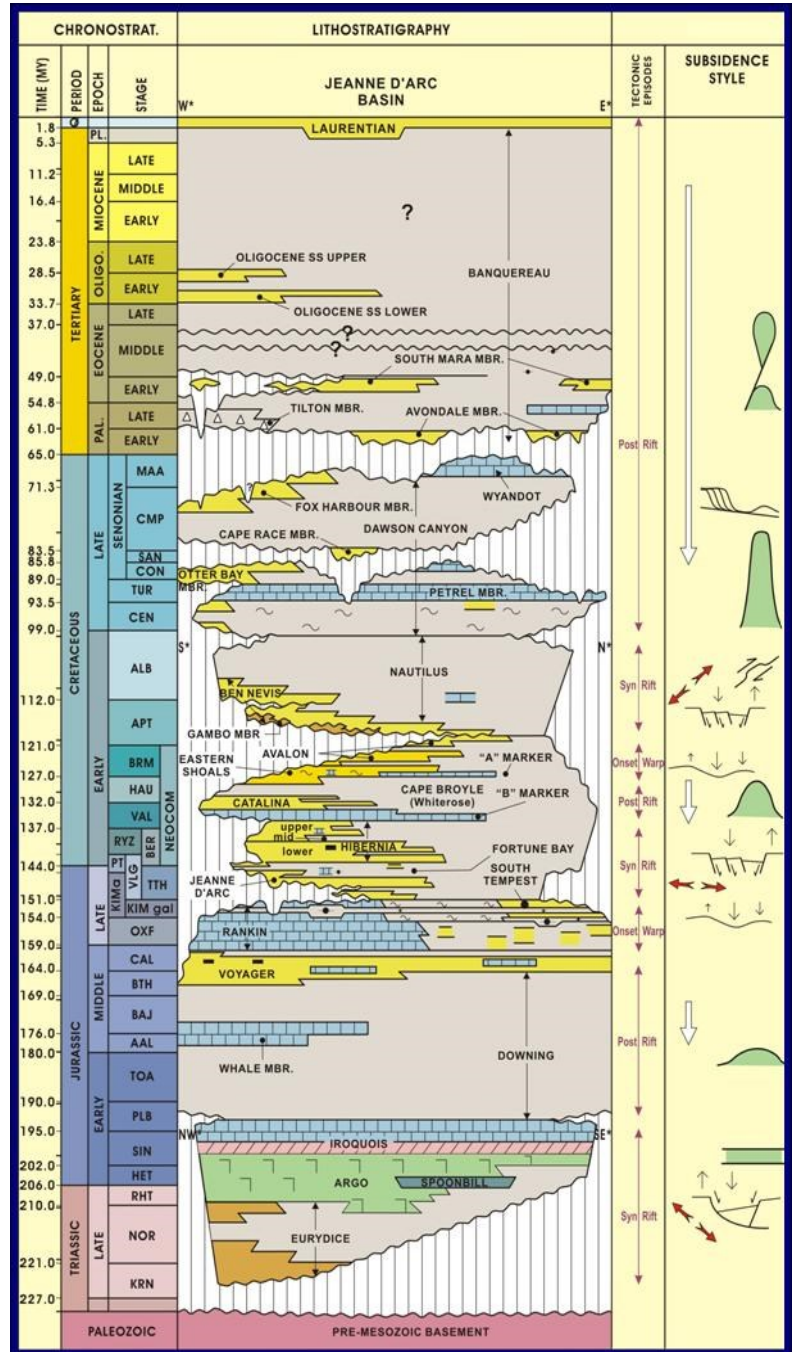 CHRONOSTRAT.
LITHOSTRATIGRAPHY
TIME (MY)
PERIOD
EPOCH
STAGE
JEANNE D'ARC
BASIN
W*
E*
TECTONIC
EPISODES
SUBSIDENCE
STYLE
1.8
5.3
11.2
16.4
23.8
28.5
33.7
37.0
49.0
54.8
61.0
65.0
71.3
83.5
85.8
89.0
93.5
99.0
112.0
121.0
127.0
132.0
137.0
144.0
151.0
154.0
159.0
164.0
169.0
176.0
180.0
190.0
195.0
202.0
206.0
210.0
221.0
227.0
Q
TERTIARY
CRETACEOUS
JURASSIC
TRIASSIC
PALEOZOIC
PL.
MIOCENE
OLIGO.
EOCENE
PAL.
LATE
SENONIAN
EARLY
NEOCOM
LATE
MIDDLE
EARLY
LATE
LATE
MIDDLE
EARLY
LATE
EARLY
LATE
MIDDLE
EARLY
LATE
EARLY
MAA
CMP
SAN
CON
TUR
CEN
ALB
APT
BRM
HAU
VAL
RYZ
BER
PT
VLG
KIMa
TTH
KIM gal
OXF
CAL
BTH
BAJ
AAL
TOA
PLB
SIN
HET
RHT
NOR
KRN
LAURENTIAN
?
BANQUEREAU
OLIGOCENE SS UPPER
OLIGOCENE SS LOWER
?
?
SOUTH MARA MBR.
TILTON MBR.
AVONDALE MBR.
WYANDOT
?
FOX HARBOUR MBR.
DAWSON CANYON
CAPE RACE MBR.
OTTER BAY
MBR.
PETREL MBR.
S*
N*
NAUTILUS
BEN NEVIS
GAMBO MBR
AVALON
EASTERN
SHOALS
"A" MARKER
CAPE BROYLE
(Whiterose)
"B" MARKER
CATALINA
upper
mid
lower
HIBERNIA
FORTUNE BAY
JEANNE
D'ARC
SOUTH
TEMPEST
RANKIN
VOYAGER
WHALE MBR.
DOWNING
NW*
SE*
IROQUOIS
ARGO
SPOONBILL
EURYDICE
PRE-MESOZOIC BASEMENT
Post Rift
Syn Rift
Onset Warp
Post Rift
Syn Rift
Onset Warp
Post Rift
Syn Rift